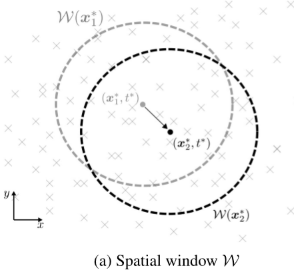 𝒲(x₁*)
(x₁*, t*)
(x₂*, t*)
𝒲(x₂*)
y
x
(a) Spatial window 𝒲